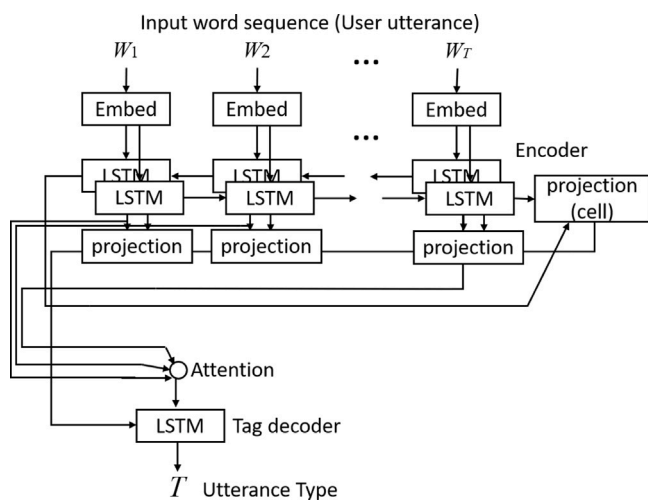 Input word sequence (User utterance)
W1 W2 ... WT
Embed Embed Embed
Encoder
LSTM LSTM LSTM
LSTM LSTM LSTM
projection
(cell)
projection projection projection
Attention
LSTM Tag decoder
T Utterance Type